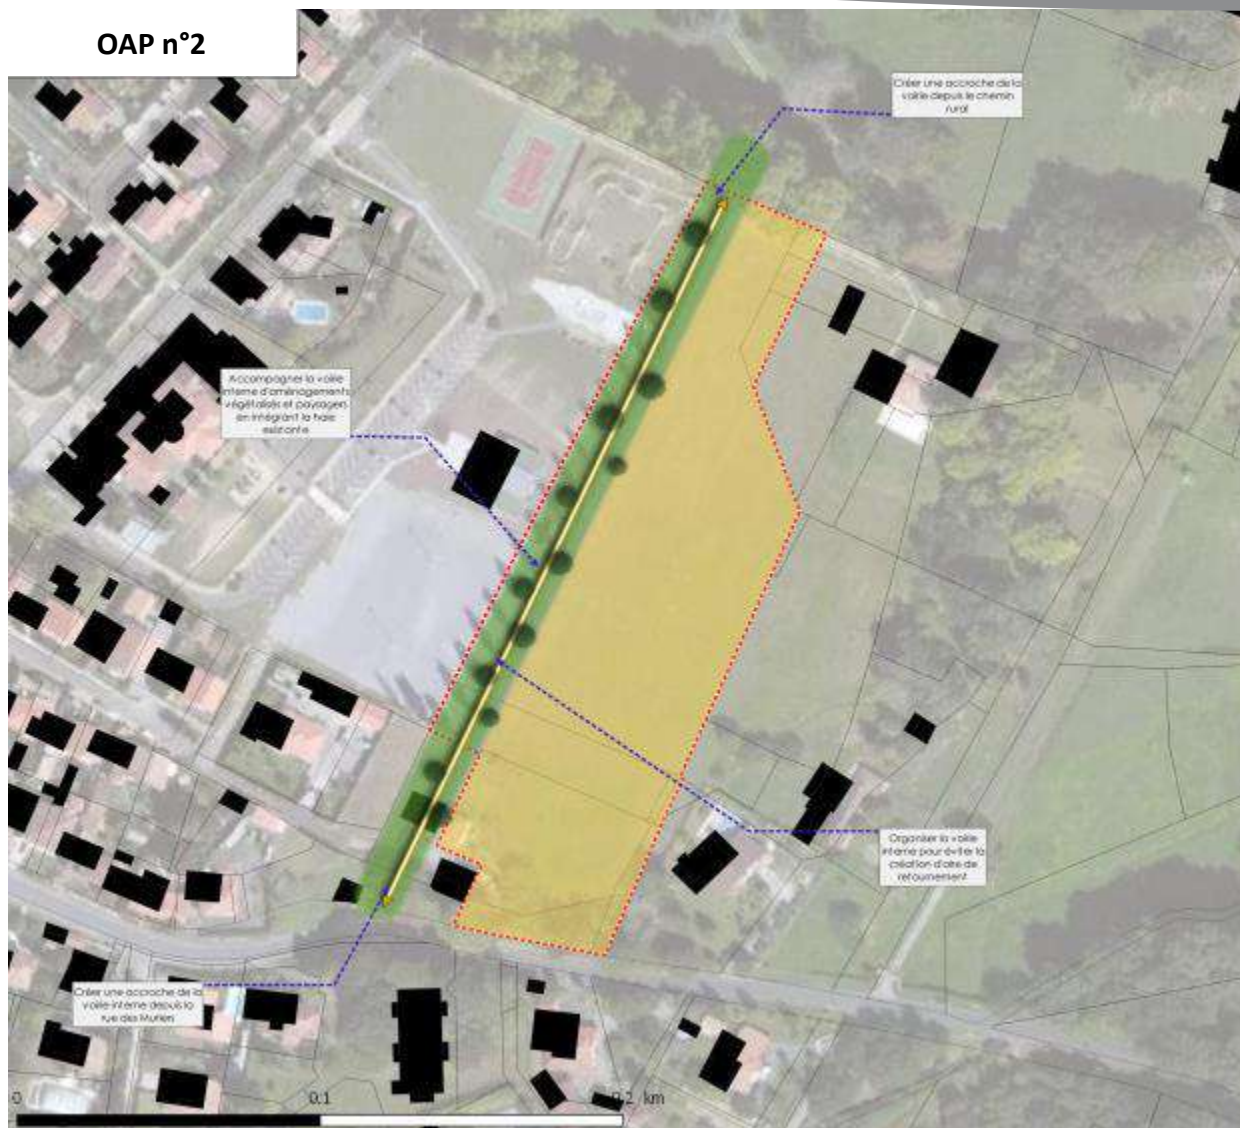 OAP n°2
Créer une accroche de la
voirie depuis le chemin
rural
Accompagner la voirie
interne d'aménagements
végétalisés et paysagers
en intégrant la haie
existante
Organiser la voirie
interne pour éviter la
création d'aire de
retournement
Créer une accroche de la
voirie interne depuis la
rue des Muriers
0 0.1 0.2 km